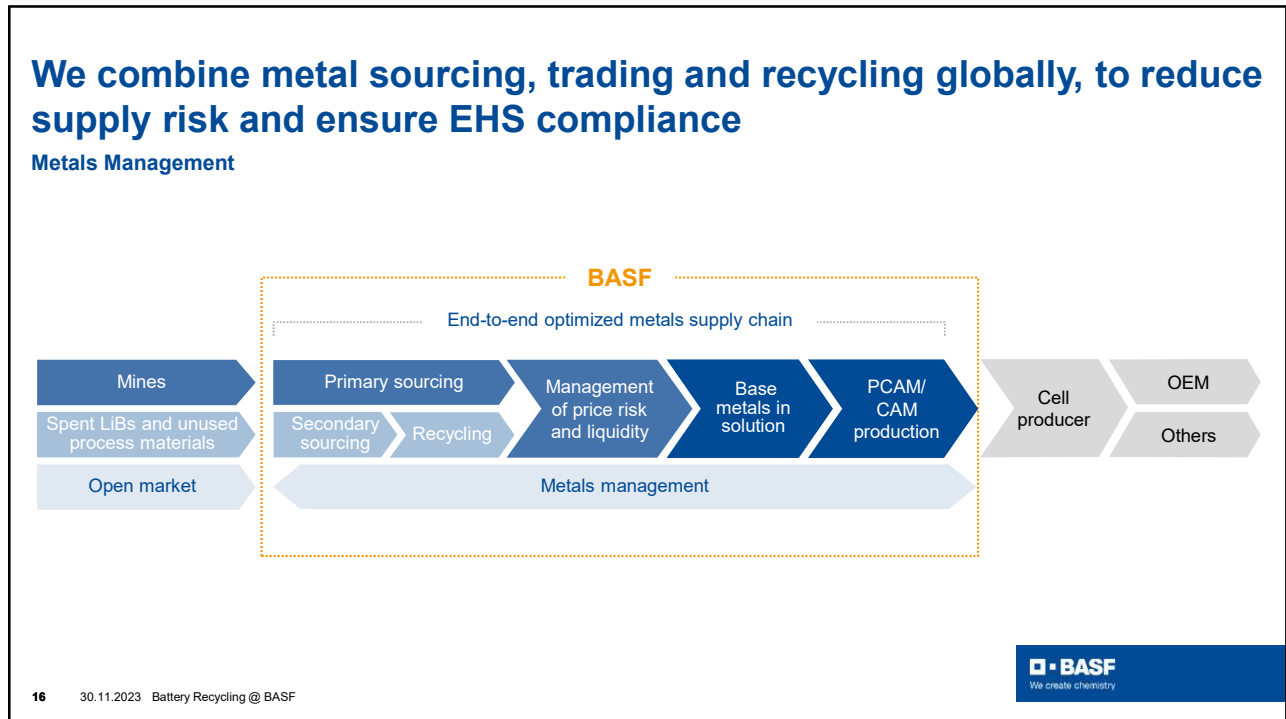 We combine metal sourcing, trading and recycling globally, to reduce
supply risk and ensure EHS compliance
Metals Management
BASF
End-to-end optimized metals supply chain
Mines
Spent LiBs and unused
process materials
Open market
Primary sourcing
Secondary
sourcing
Recycling
Management
of price risk
and liquidity
Base
metals in
solution
PCAM/
CAM
production
Metals management
Cell
producer
OEM
Others
16 30.11.2023 Battery Recycling @ BASF
BASF
We create chemistry